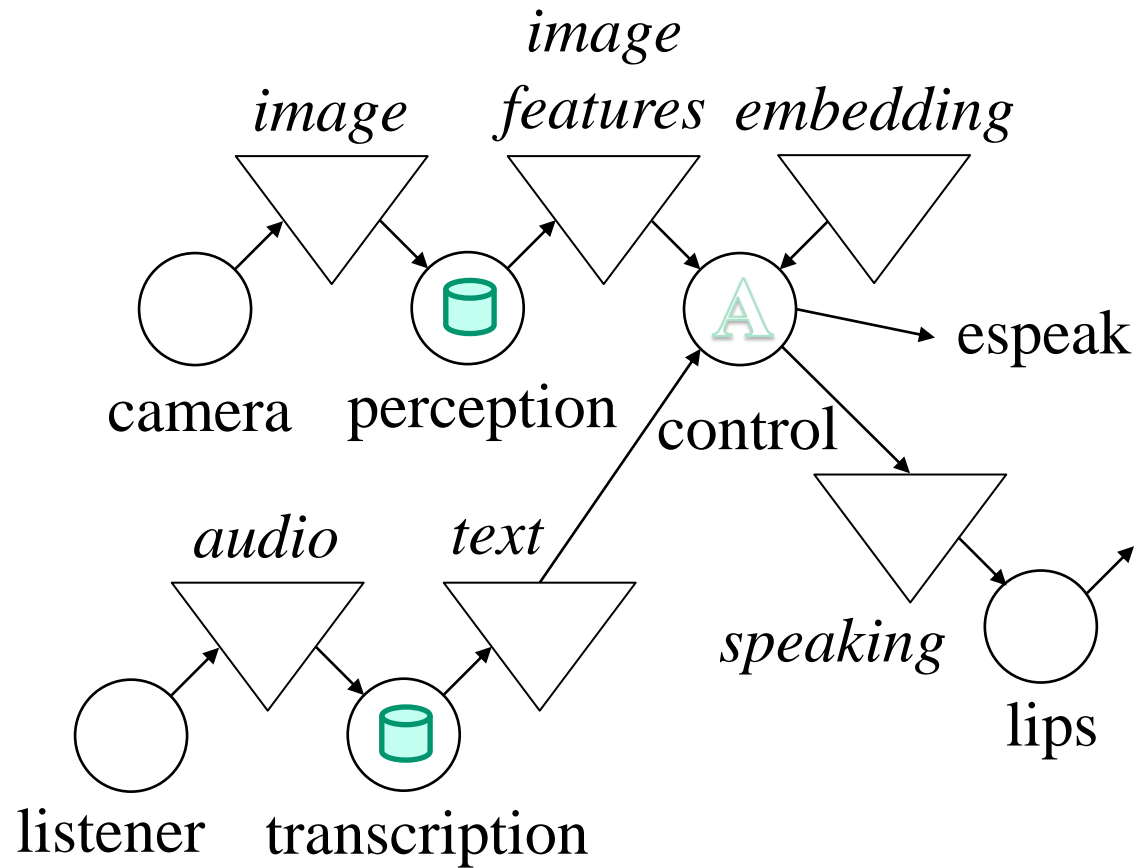 image
features
image
embedding
A
espeak
camera
perception
control
audio
text
speaking
lips
listener
transcription